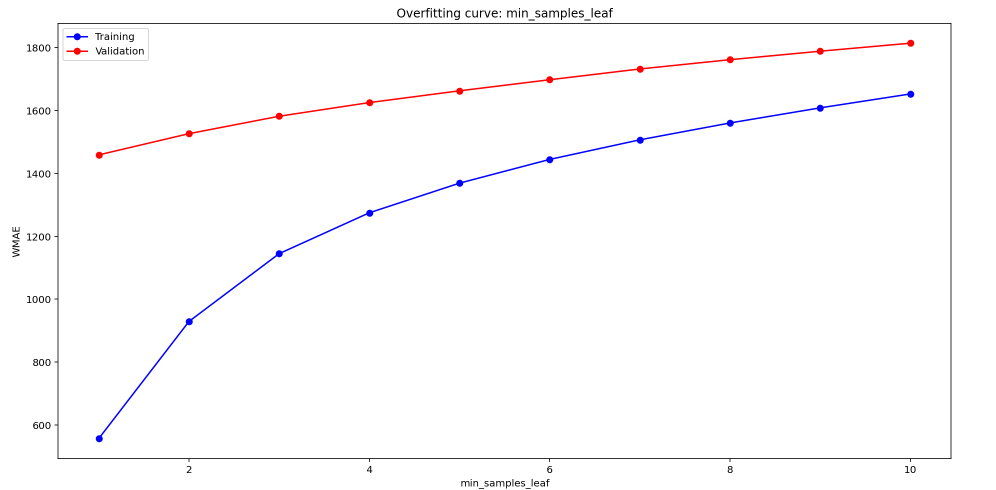 Overfitting curve: min_samples_leaf
Training
Validation
WMAE
1800
1600
1400
1200
1000
800
600
2 4 6 8 10
min_samples_leaf